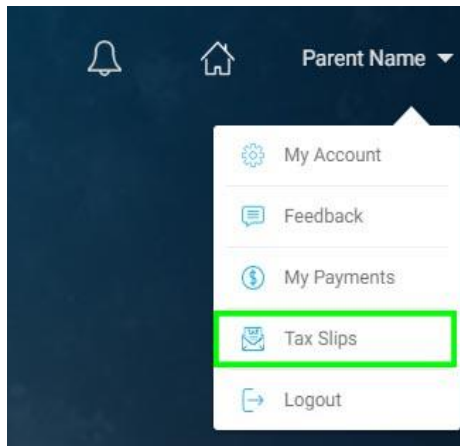 Parent Name
My Account
Feedback
My Payments
Tax Slips
Logout